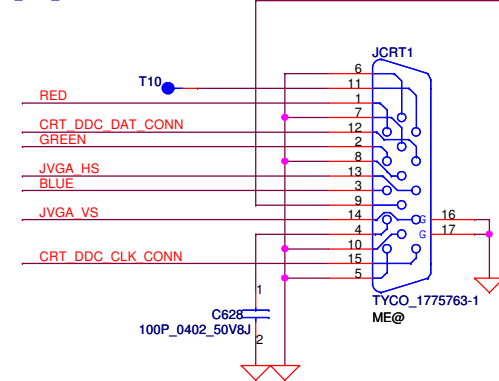 JCRT1
6
T10
11
RED
1
7
CRT_DDC_DAT_CONN
12
GREEN
2
8
JVGA_HS
13
BLUE
3
9
JVGA_VS
14
G
16
4
G
17
10
CRT_DDC_CLK_CONN
15
5
1
TYCO_1775763-1
C628
ME@
100P_0402_50V8J
2